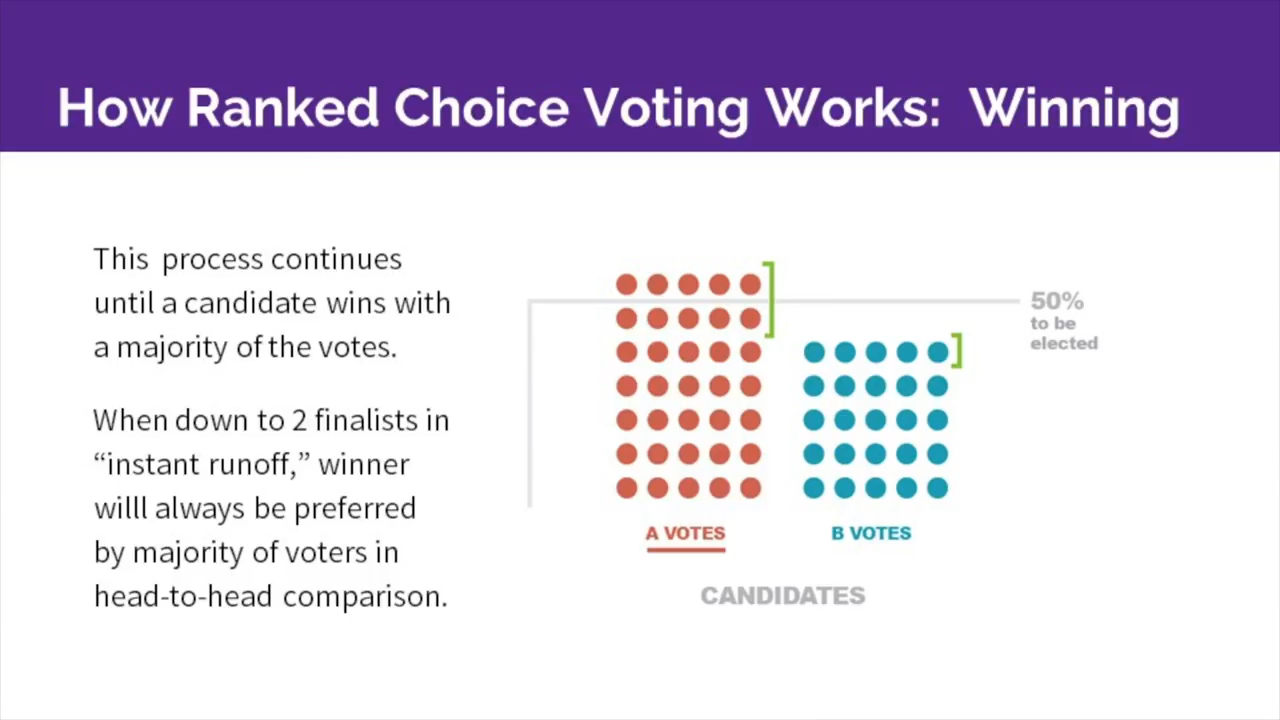 How Ranked Choice Voting Works: Winning
This process continues
until a candidate wins with
a majority of the votes.
When down to 2 finalists in
“instant runoff,” winner
willl always be preferred
by majority of voters in
head-to-head comparison.
50%
to be
elected
A VOTES
B VOTES
CANDIDATES